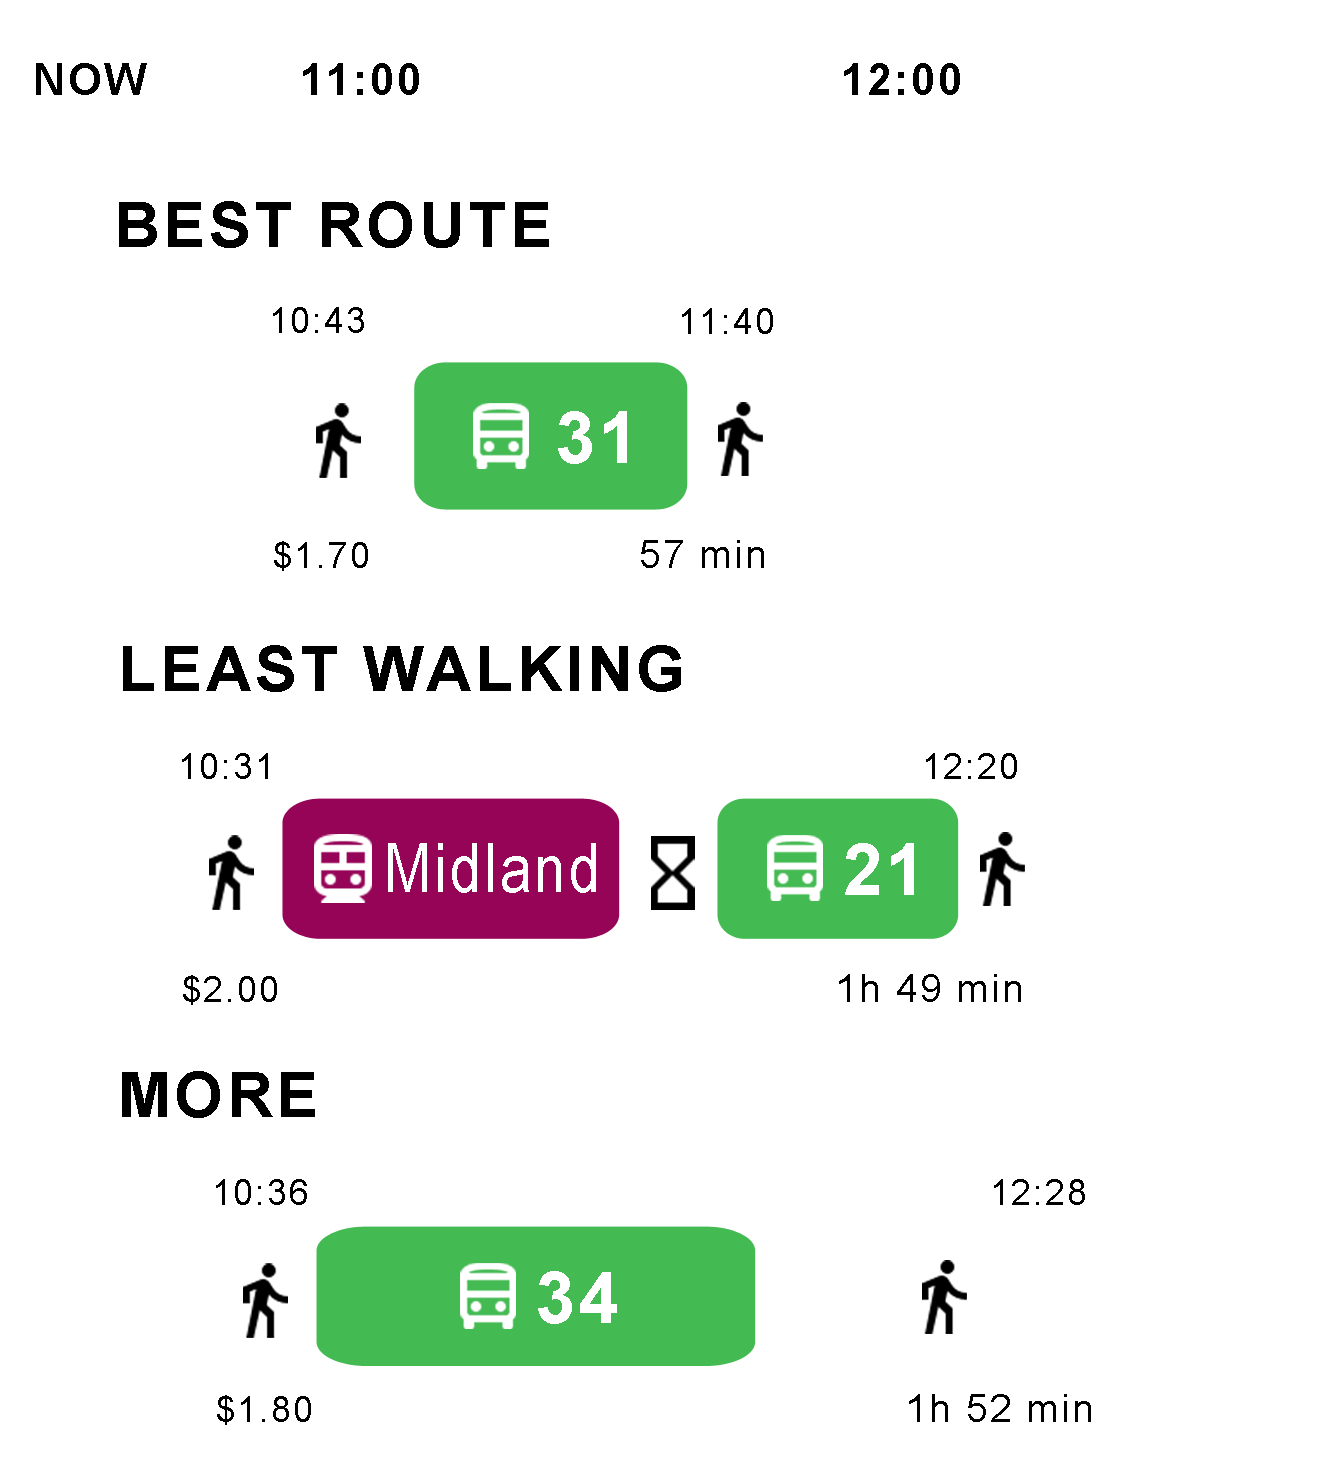 NOW 11:00 12:00
BEST ROUTE
10:43 11:40
31
$1.70 57 min
LEAST WALKING
10:31 12:20
Midland 21
$2.00 1h 49 min
MORE
10:36 12:28
34
$1.80 1h 52 min